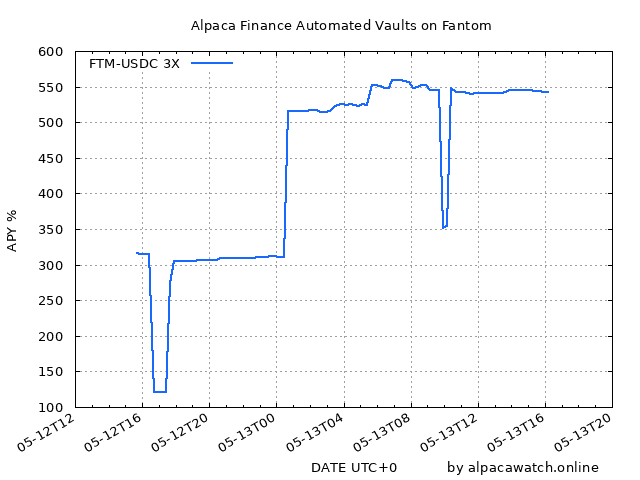 Alpaca Finance Automated Vaults on Fantom
FTM-USDC 3X
APY %
600
550
500
450
400
350
300
250
200
150
100
05-12T12
05-12T16
05-12T20
05-13T00
05-13T04
05-13T08
05-13T12
05-13T16
05-13T20
DATE UTC+0
by alpacawatch.online